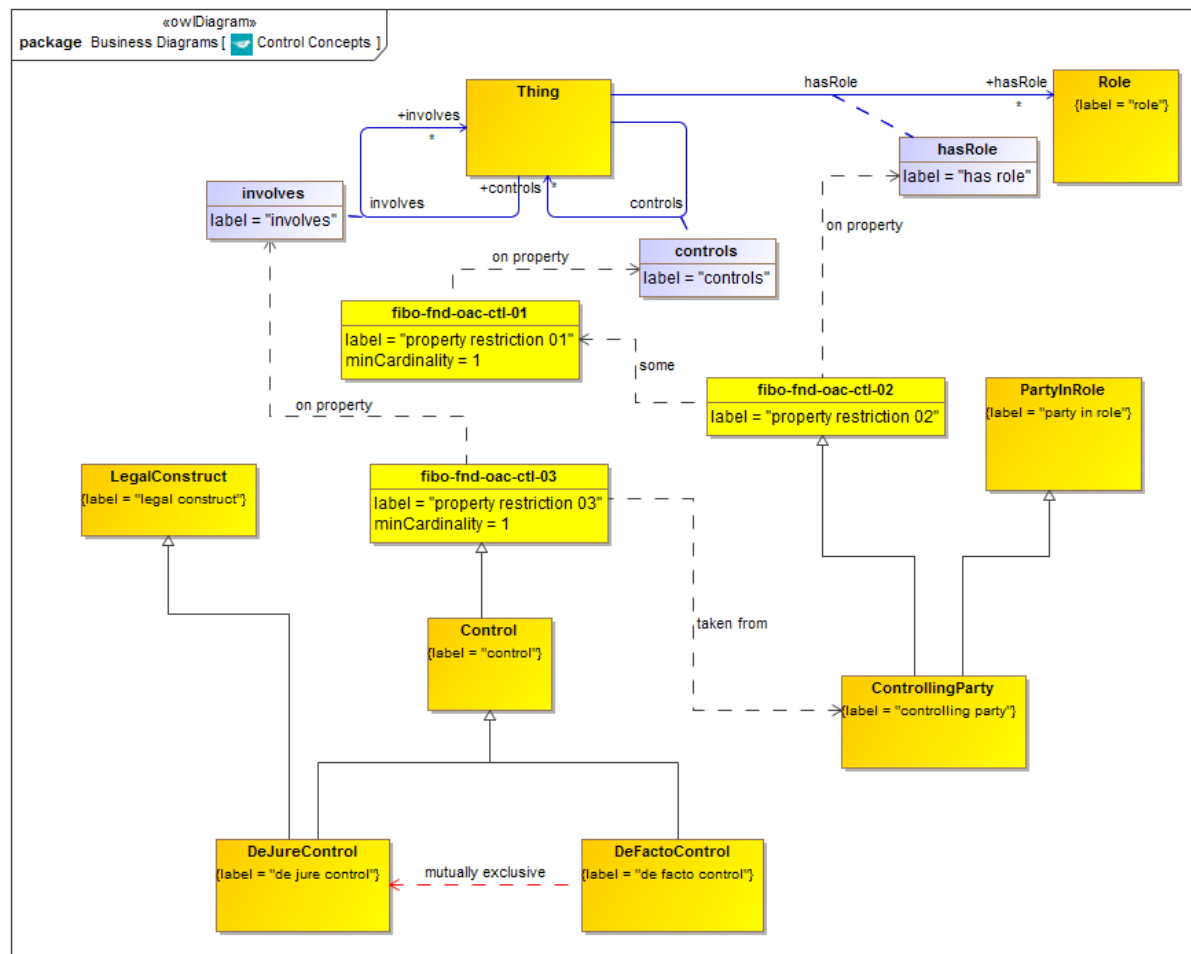 «owlDiagram»
package Business Diagrams [ Control Concepts ]
Thing
hasRole
+hasRole
*
Role
{label = "role"}
+involves
*
hasRole
label = "has role"
+controls
*
involves
label = "involves"
involves
controls
on property
controls
label = "controls"
on property
fibo-fnd-oac-ctl-01
label = "property restriction 01"
minCardinality = 1
some
fibo-fnd-oac-ctl-02
label = "property restriction 02"
PartyInRole
{label = "party in role"}
on property
LegalConstruct
{label = "legal construct"}
fibo-fnd-oac-ctl-03
label = "property restriction 03"
minCardinality = 1
Control
{label = "control"}
taken from
ControllingParty
{label = "controlling party"}
DeJureControl
{label = "de jure control"}
mutually exclusive
DeFactoControl
{label = "de facto control"}